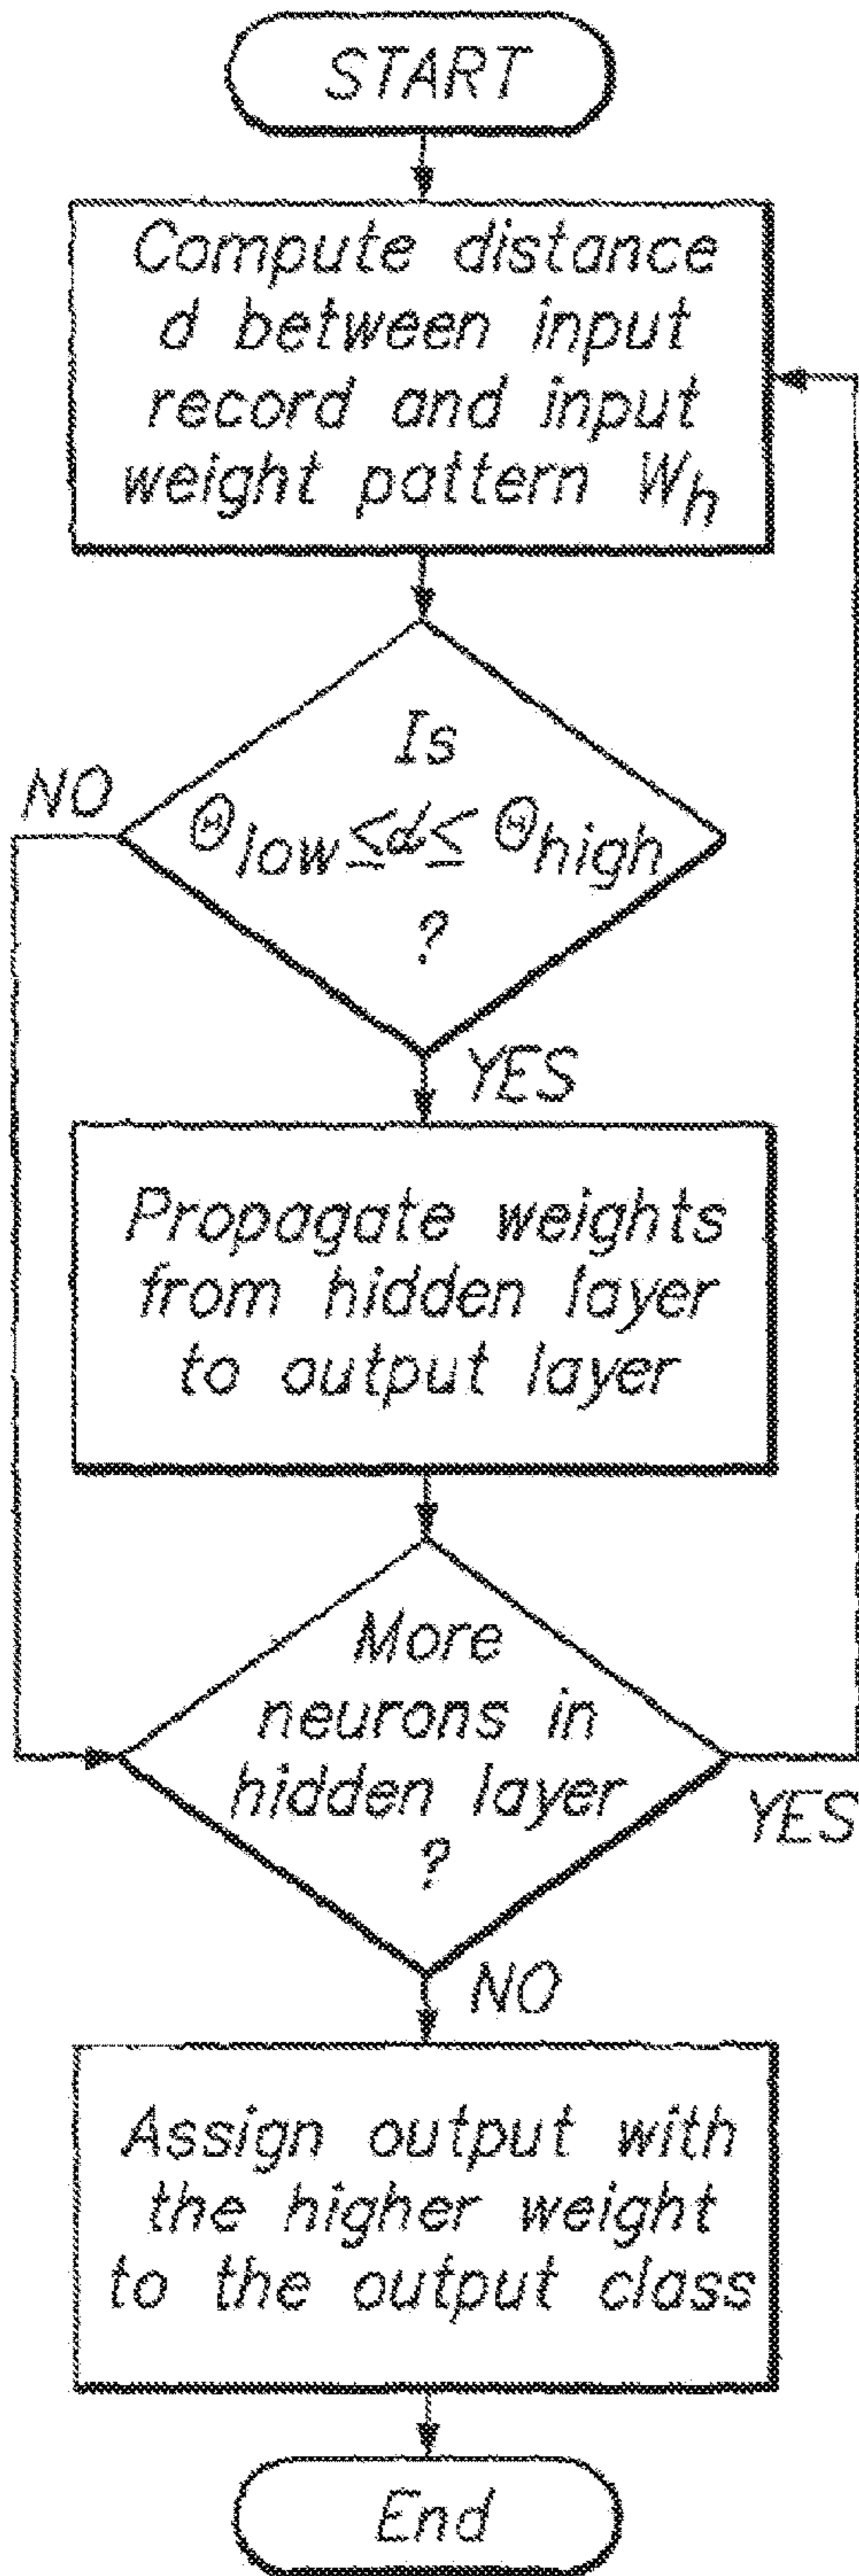 START
Compute distance
d between input
record and input
weight pattern Wh
Is
NO
Θlow ≤d≤ Θhigh
?
YES
Propagate weights
from hidden layer
to output layer
More
neurons in
hidden layer
?
YES
NO
Assign output with
the higher weight
to the output class
End